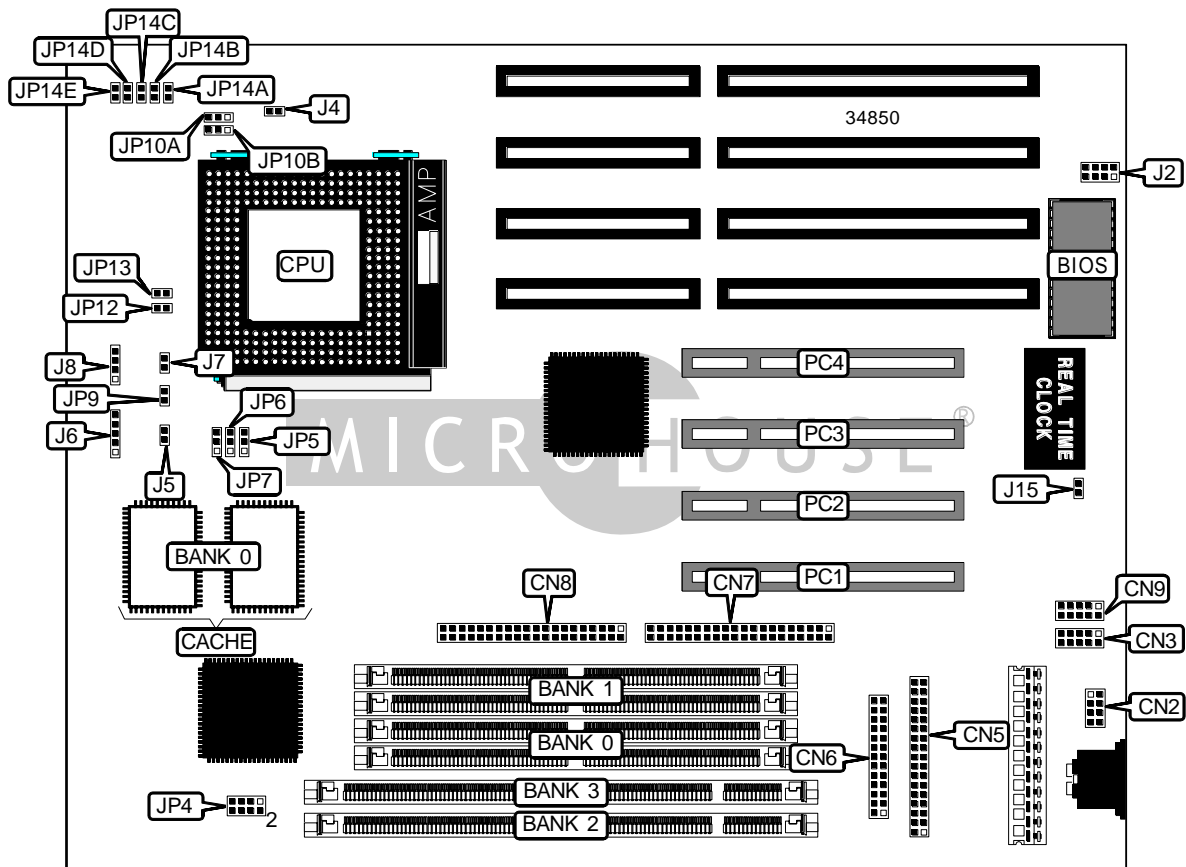 JP14C
JP14D
JP14B
JP14E
JP14A
J4
34850
JP10A
JP10B
J2
AMP
CPU
BIOS
JP13
JP12
J8
J7
PC4
REAL TIME
CLOCK
JP9
JP6
J6
JP5
MICROHOUSE®
PC3
J5
JP7
J15
PC2
BANK 0
CN8
CN7
PC1
CN9
CACHE
CN3
BANK 1
CN2
BANK 0
CN5
CN6
BANK 3
JP4
2
BANK 2